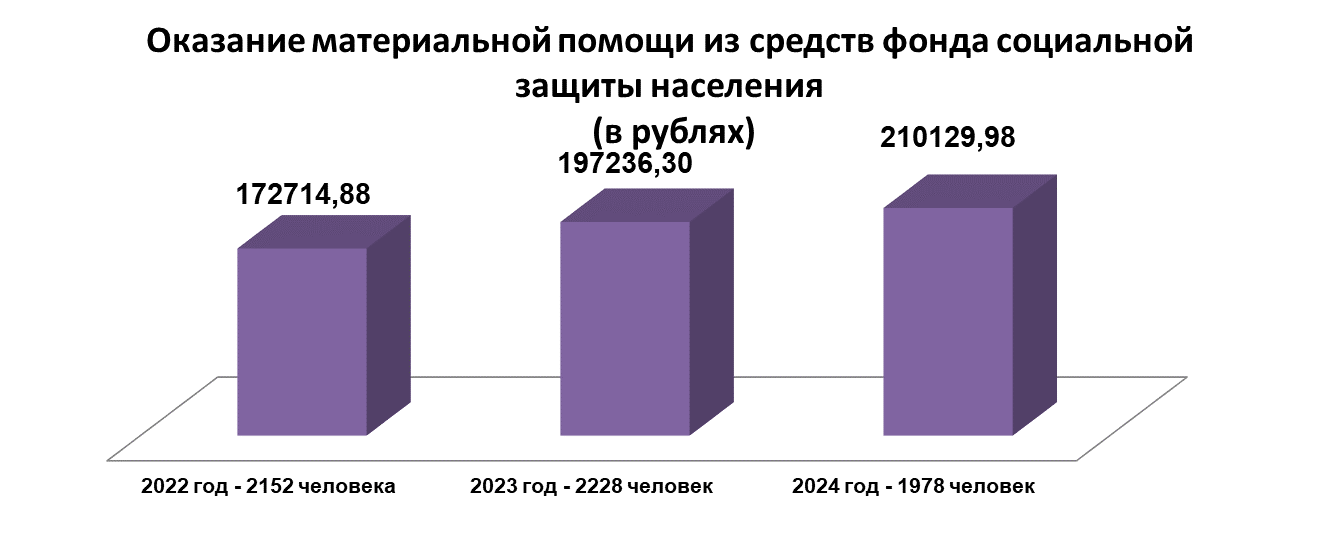 Оказание материальной помощи из средств фонда социальной
защиты населения
(в рублях)
172714,88
197236,30
210129,98
2022 год - 2152 человека
2023 год - 2228 человек
2024 год - 1978 человек